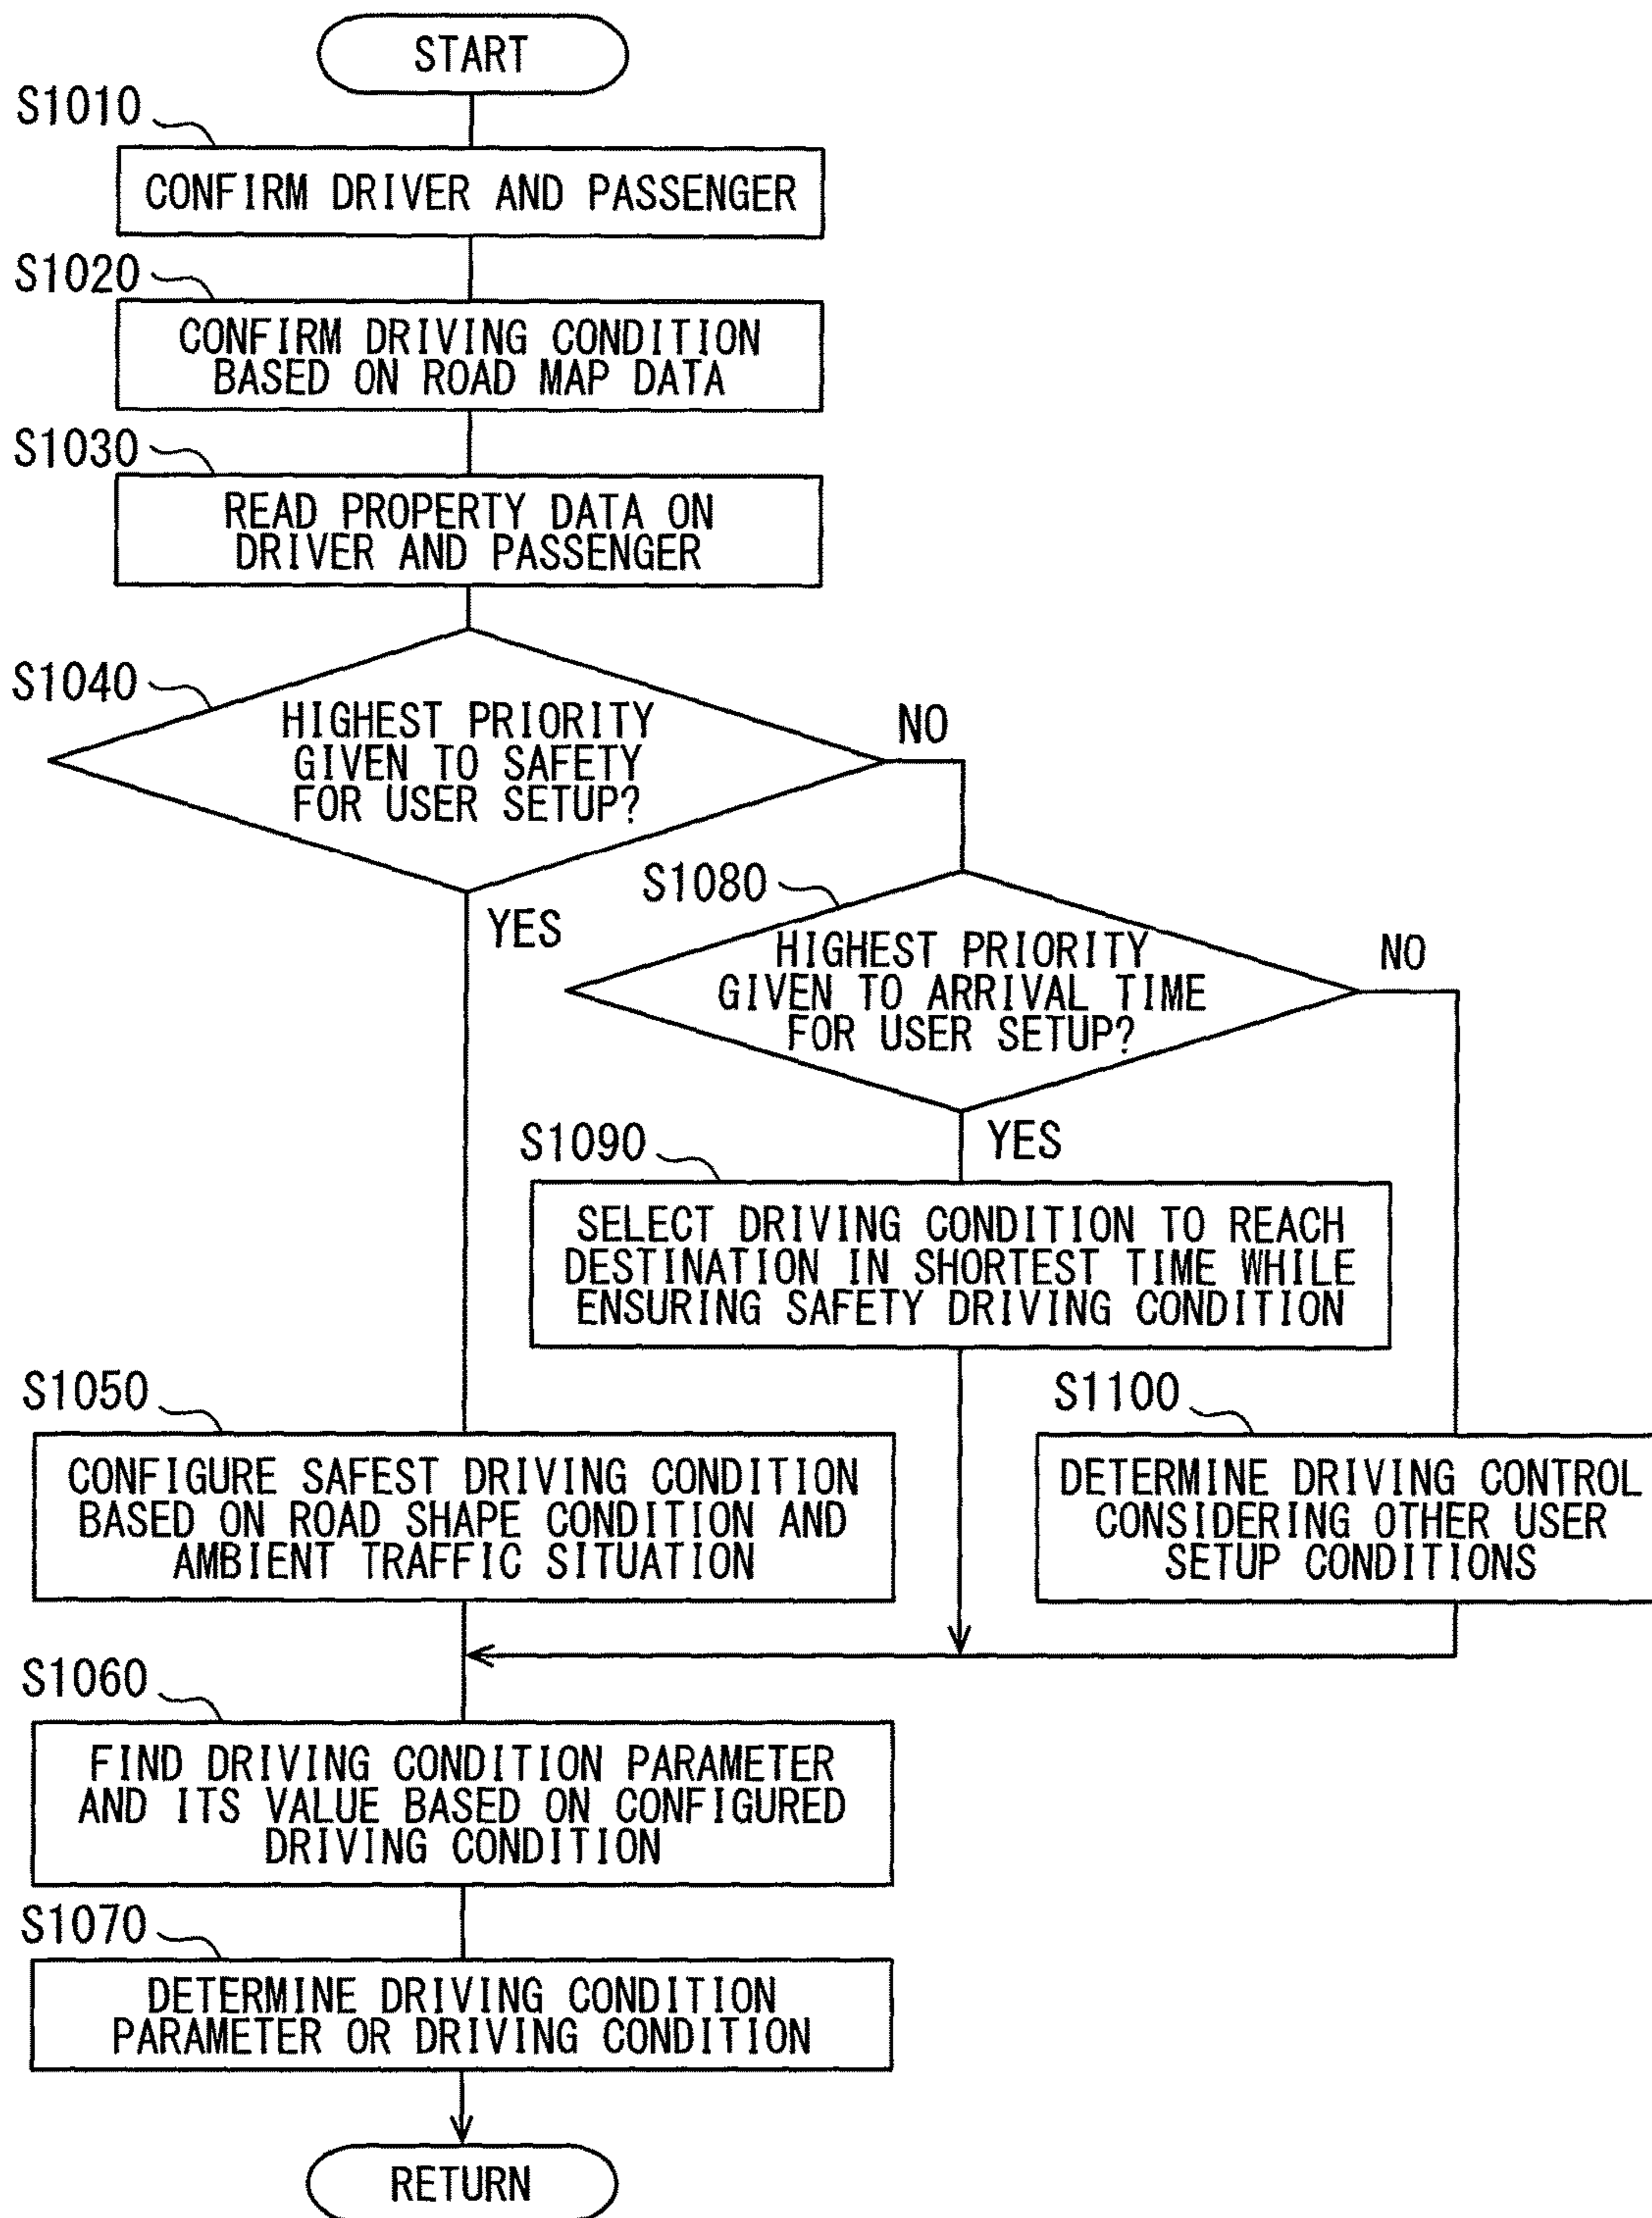 START
S1010
CONFIRM DRIVER AND PASSENGER
S1020
CONFIRM DRIVING CONDITION
BASED ON ROAD MAP DATA
S1030
READ PROPERTY DATA ON
DRIVER AND PASSENGER
S1040
HIGHEST PRIORITY
GIVEN TO SAFETY
FOR USER SETUP?
NO
YES
S1080
HIGHEST PRIORITY
GIVEN TO ARRIVAL TIME
FOR USER SETUP?
NO
YES
S1090
SELECT DRIVING CONDITION TO REACH
DESTINATION IN SHORTEST TIME WHILE
ENSURING SAFETY DRIVING CONDITION
S1050
CONFIGURE SAFEST DRIVING CONDITION
BASED ON ROAD SHAPE CONDITION AND
AMBIENT TRAFFIC SITUATION
S1100
DETERMINE DRIVING CONTROL
CONSIDERING OTHER USER
SETUP CONDITIONS
S1060
FIND DRIVING CONDITION PARAMETER
AND ITS VALUE BASED ON CONFIGURED
DRIVING CONDITION
S1070
DETERMINE DRIVING CONDITION
PARAMETER OR DRIVING CONDITION
RETURN